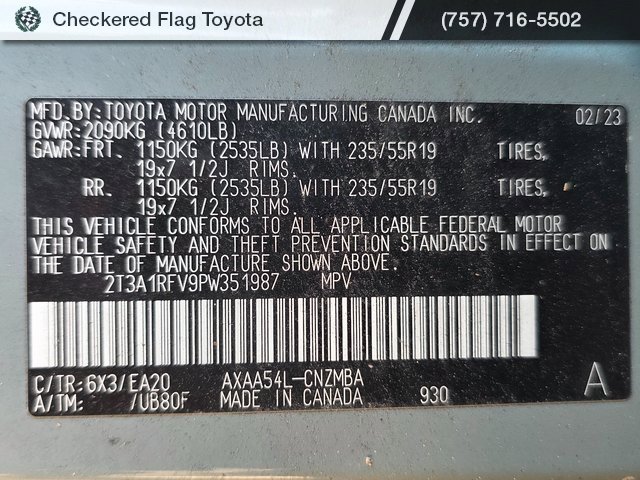 Checkered Flag Toyota
(757) 716-5502
MFD.BY:TOYOTA MOTOR MANUFACTURING CANADA INC. 02/23
GVWR:2090KG (4610LB)
GAWR:FRT. 1150KG (2535LB) WITH 235/55R19 TIRES,
19x7 1/2J RIMS.
RR. 1150KG (2535LB) WITH 235/55R19 TIRES,
19x7 1/2J RIMS.
THIS VEHICLE CONFORMS TO ALL APPLICABLE FEDERAL MOTOR
VEHICLE SAFETY AND THEFT PREVENTION STANDARDS IN EFFECT ON
THE DATE OF MANUFACTURE SHOWN ABOVE.
2T3A1RFV9PW351987 MPV
C/TR:6X3/EA20 AXAA54L-CNZMBA A
A/TM: /UB80F MADE IN CANADA 930